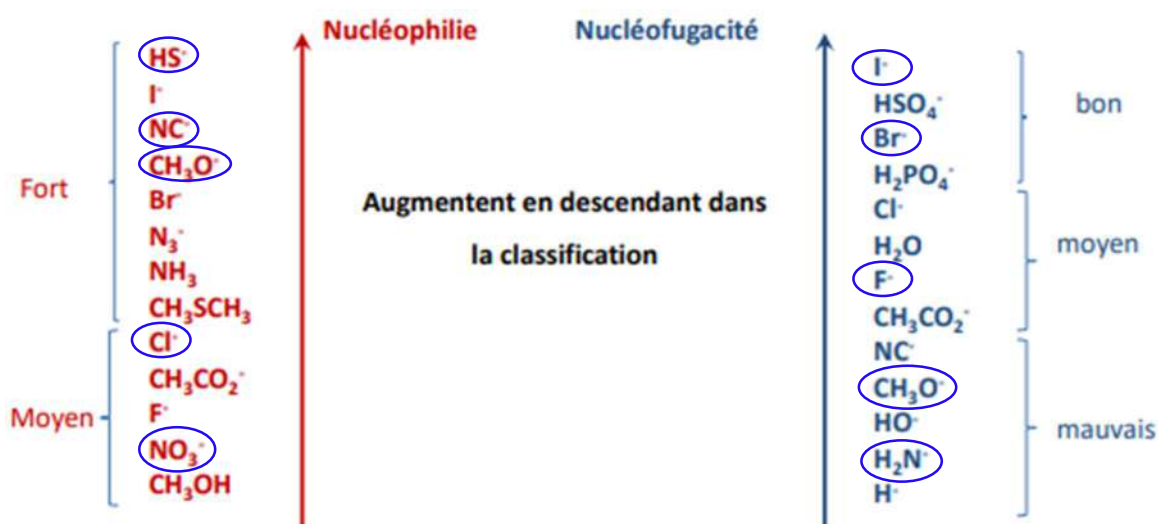 Nucléophilie
Nucléofugacité
Fort
HS⁻
I⁻
NC⁻
CH₃O⁻
Br⁻
N₃⁻
NH₃
CH₃SCH₃
Moyen
Cl⁻
CH₃CO₂⁻
F⁻
NO₃⁻
CH₃OH
Augmentent en descendant dans
la classification
I⁻
HSO₄⁻
Br⁻
H₂PO₄⁻
bon
Cl⁻
H₂O
F⁻
CH₃CO₂⁻
moyen
NC⁻
CH₃O⁻
HO⁻
H₂N⁻
H⁻
mauvais